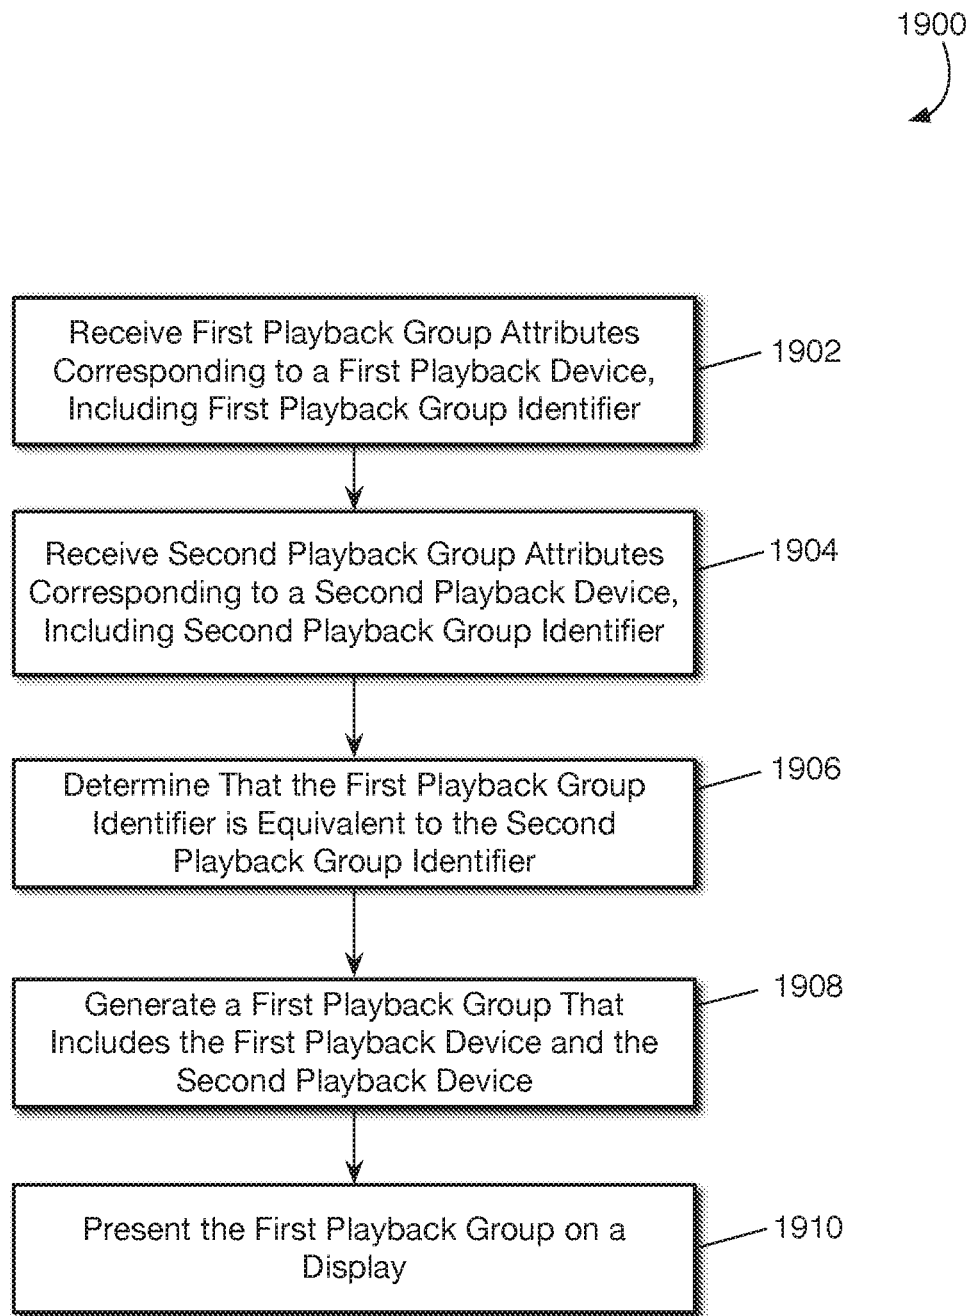 1900
Receive First Playback Group Attributes
Corresponding to a First Playback Device,
Including First Playback Group Identifier
1902
Receive Second Playback Group Attributes
Corresponding to a Second Playback Device,
Including Second Playback Group Identifier
1904
Determine That the First Playback Group
Identifier is Equivalent to the Second
Playback Group Identifier
1906
Generate a First Playback Group That
Includes the First Playback Device and the
Second Playback Device
1908
Present the First Playback Group on a
Display
1910